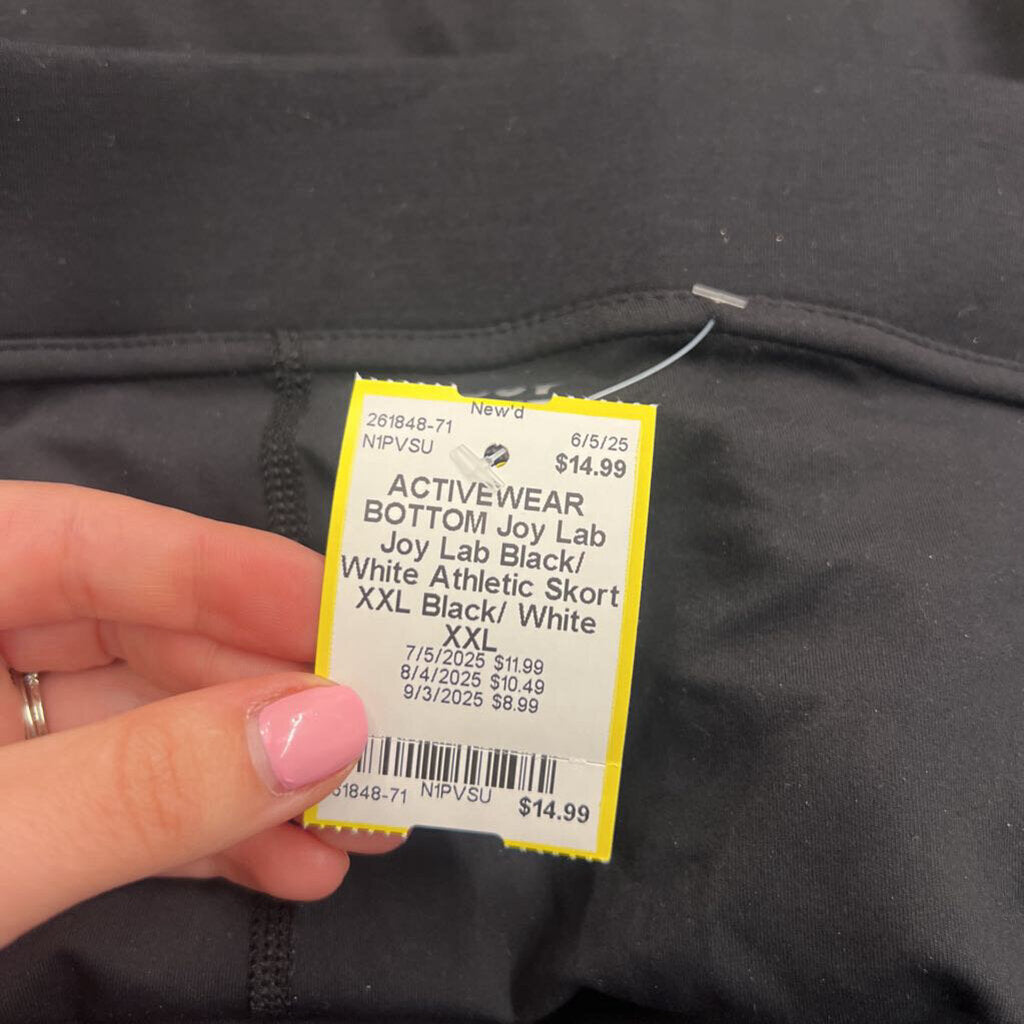 New'd
261848-71
6/5/25
N1PVSU
$14.99
ACTIVEWEAR
BOTTOM Joy Lab
Joy Lab Black/
White Athletic Skort
XXL Black/ White
XXL
7/5/2025 $11.99
8/4/2025 $10.49
9/3/2025 $8.99
61848-71 N1PVSU $14.99